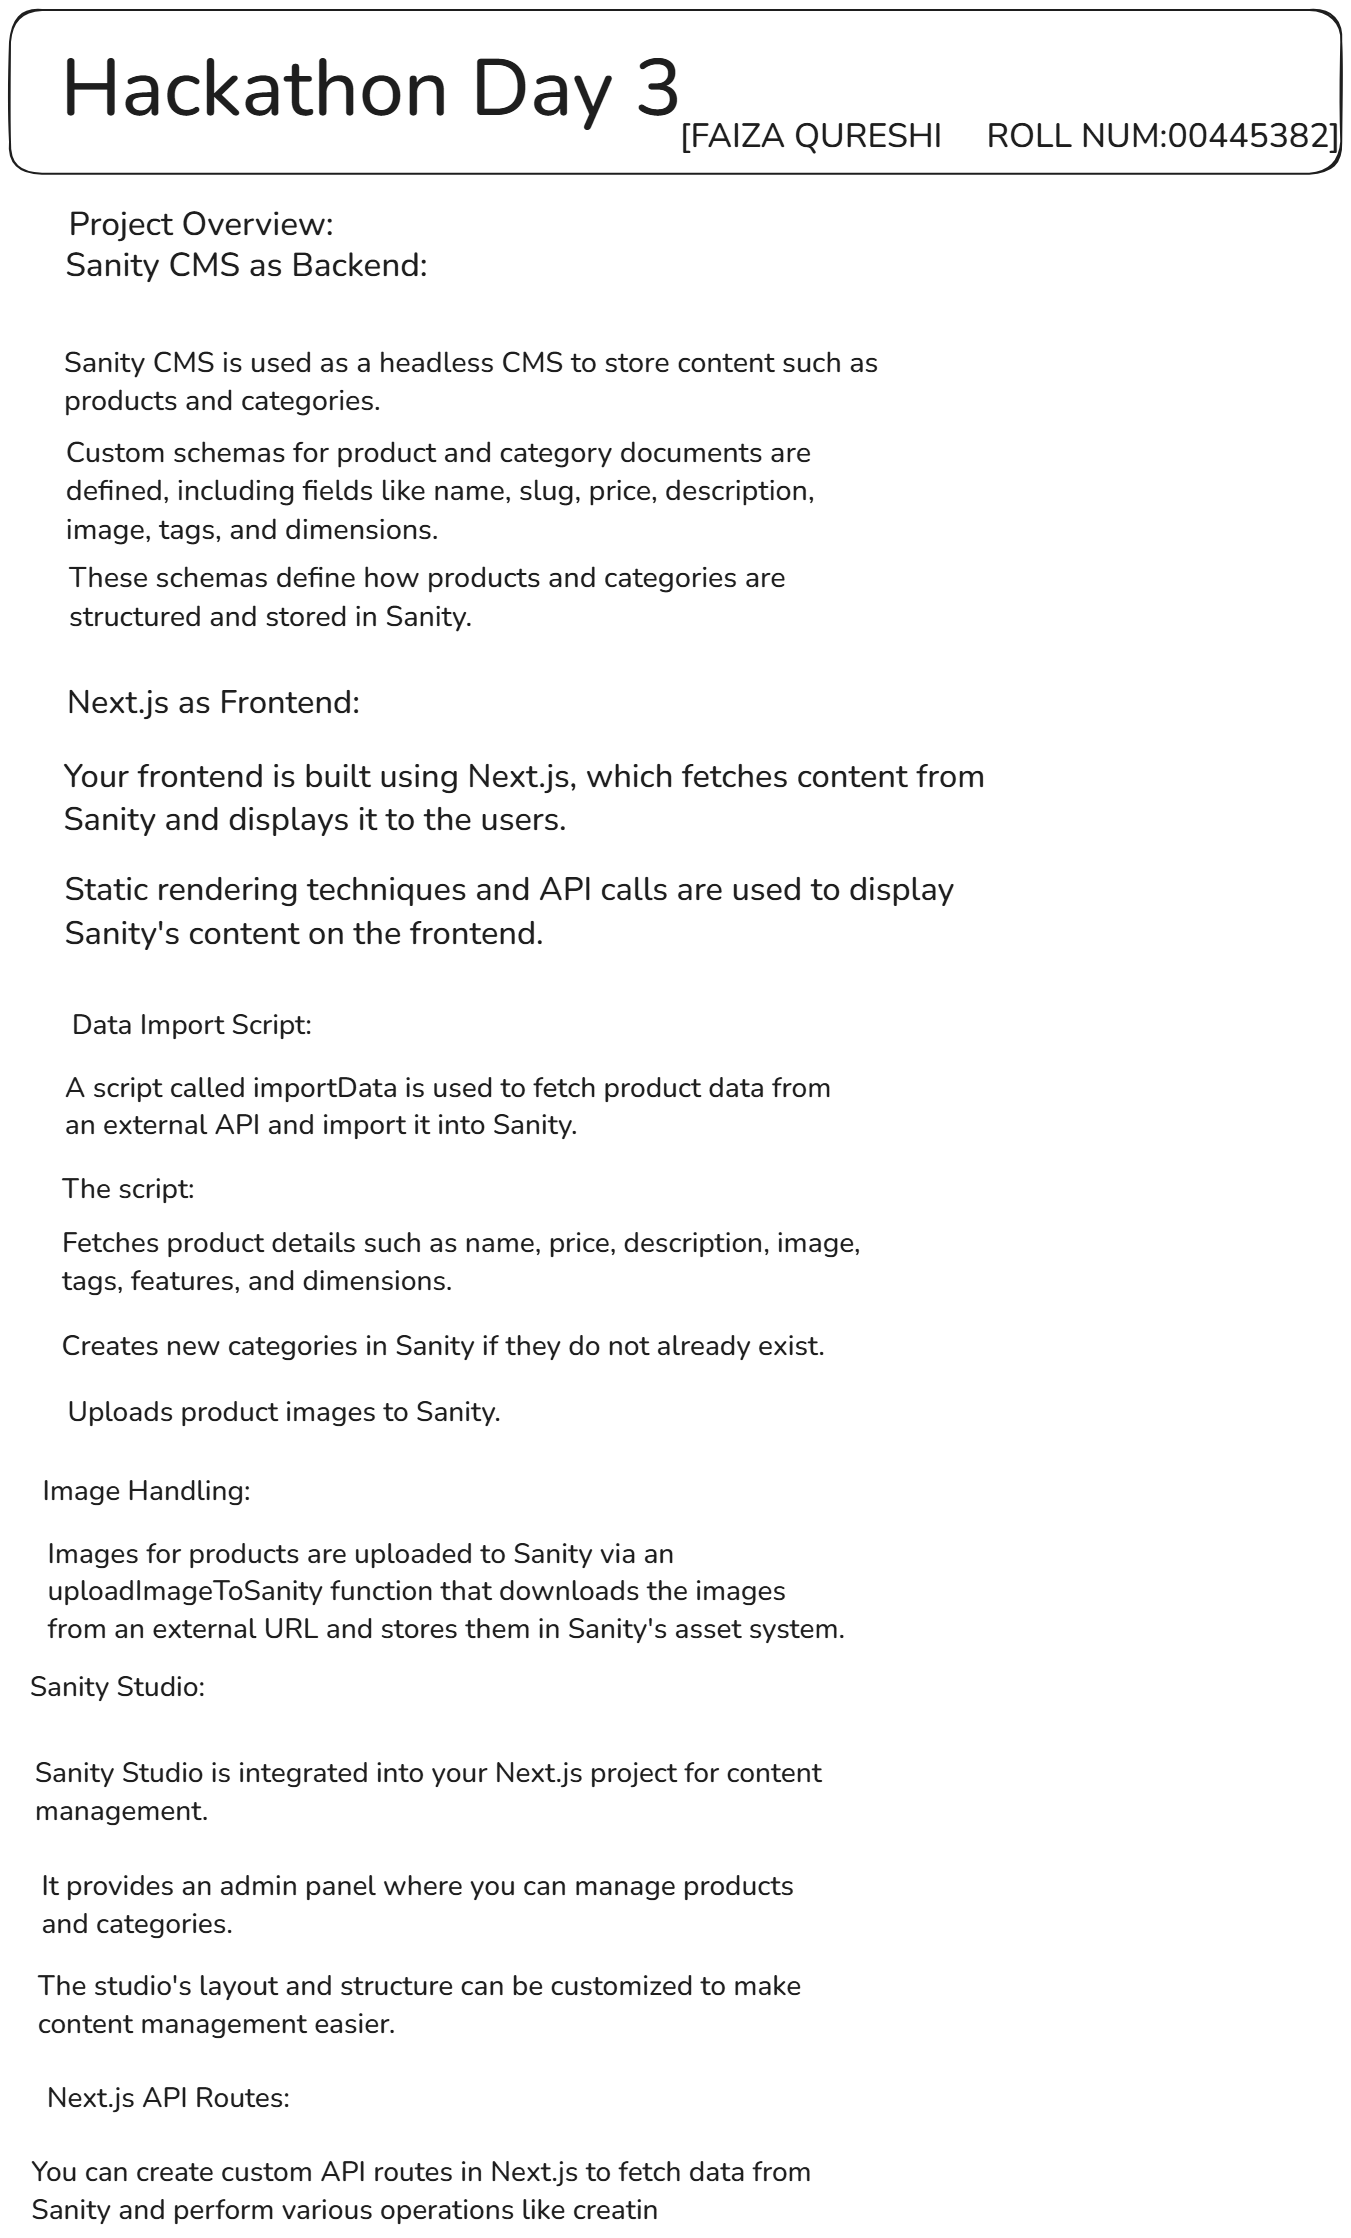 Hackathon Day 3
[FAIZA QURESHI ROLL NUM:00445382]
Project Overview:
Sanity CMS as Backend:
Sanity CMS is used as a headless CMS to store content such as
products and categories.
Custom schemas for product and category documents are
defined, including fields like name, slug, price, description,
image, tags, and dimensions.
These schemas define how products and categories are
structured and stored in Sanity.
Next.js as Frontend:
Your frontend is built using Next.js, which fetches content from
Sanity and displays it to the users.
Static rendering techniques and API calls are used to display
Sanity's content on the frontend.
Data Import Script:
A script called importData is used to fetch product data from
an external API and import it into Sanity.
The script:
Fetches product details such as name, price, description, image,
tags, features, and dimensions.
Creates new categories in Sanity if they do not already exist.
Uploads product images to Sanity.
Image Handling:
Images for products are uploaded to Sanity via an
uploadImageToSanity function that downloads the images
from an external URL and stores them in Sanity's asset system.
Sanity Studio:
Sanity Studio is integrated into your Next.js project for content
management.
It provides an admin panel where you can manage products
and categories.
The studio's layout and structure can be customized to make
content management easier.
Next.js API Routes:
You can create custom API routes in Next.js to fetch data from
Sanity and perform various operations like creatin